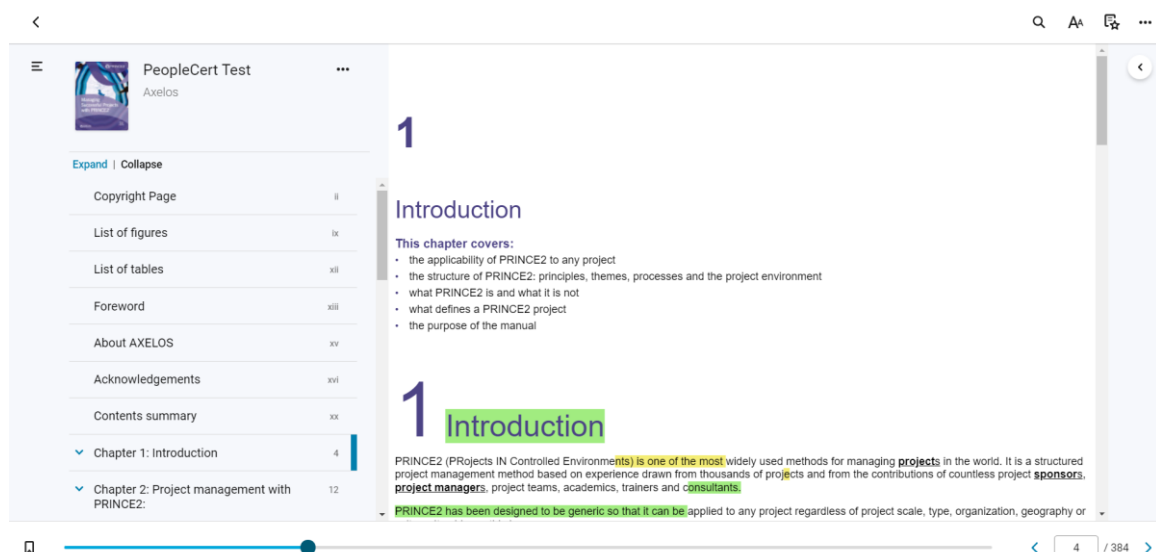 PeopleCert Test
Axelos
Expand | Collapse
Copyright Page ii
List of figures ix
List of tables xii
Foreword xiii
About AXELOS xv
Acknowledgements xvi
Contents summary xx
Chapter 1: Introduction 4
Chapter 2: Project management with 12
PRINCE2:
1
Introduction
This chapter covers:
• the applicability of PRINCE2 to any project
• the structure of PRINCE2: principles, themes, processes and the project environment
• what PRINCE2 is and what it is not
• what defines a PRINCE2 project
• the purpose of the manual
1 Introduction
PRINCE2 (PRojects IN Controlled Environments) is one of the most widely used methods for managing projects in the world. It is a structured
project management method based on experience drawn from thousands of projects and from the contributions of countless project sponsors,
project managers, project teams, academics, trainers and consultants.
PRINCE2 has been designed to be generic so that it can be applied to any project regardless of project scale, type, organization, geography or
4 / 384